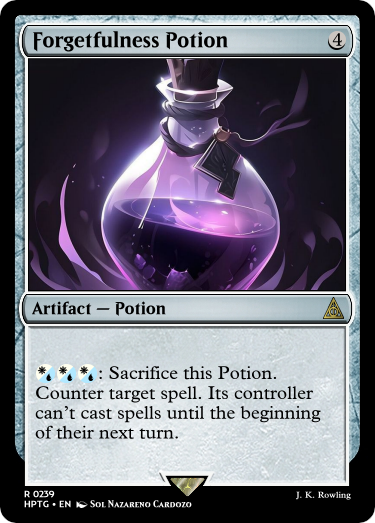 Forgetfulness Potion 4
Artifact — Potion
: Sacrifice this Potion.
Counter target spell. Its controller
can't cast spells until the beginning
of their next turn.
R 0239
J. K. Rowling
HPTG • EN Sol Nazareno Cardozo